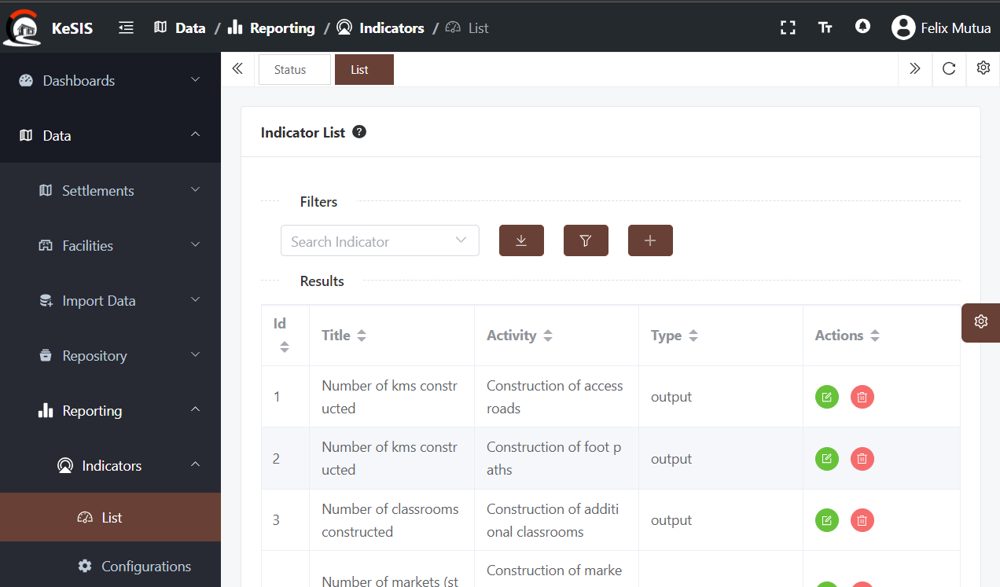 KeSIS
Data / Reporting / Indicators / List
Tт
Felix Mutua
Dashboards
Data
Settlements
Facilities
Import Data
Repository
Reporting
Indicators
List
Configurations
Status
List
Indicator List ?
Filters
Search Indicator
Results
Id Title Activity Type Actions
1 Number of kms constr Construction of access output
ucted roads
2 Number of kms constr Construction of foot p output
ucted aths
3 Number of classrooms Construction of additi output
constructed onal classrooms
Number of markets (st Construction of marke